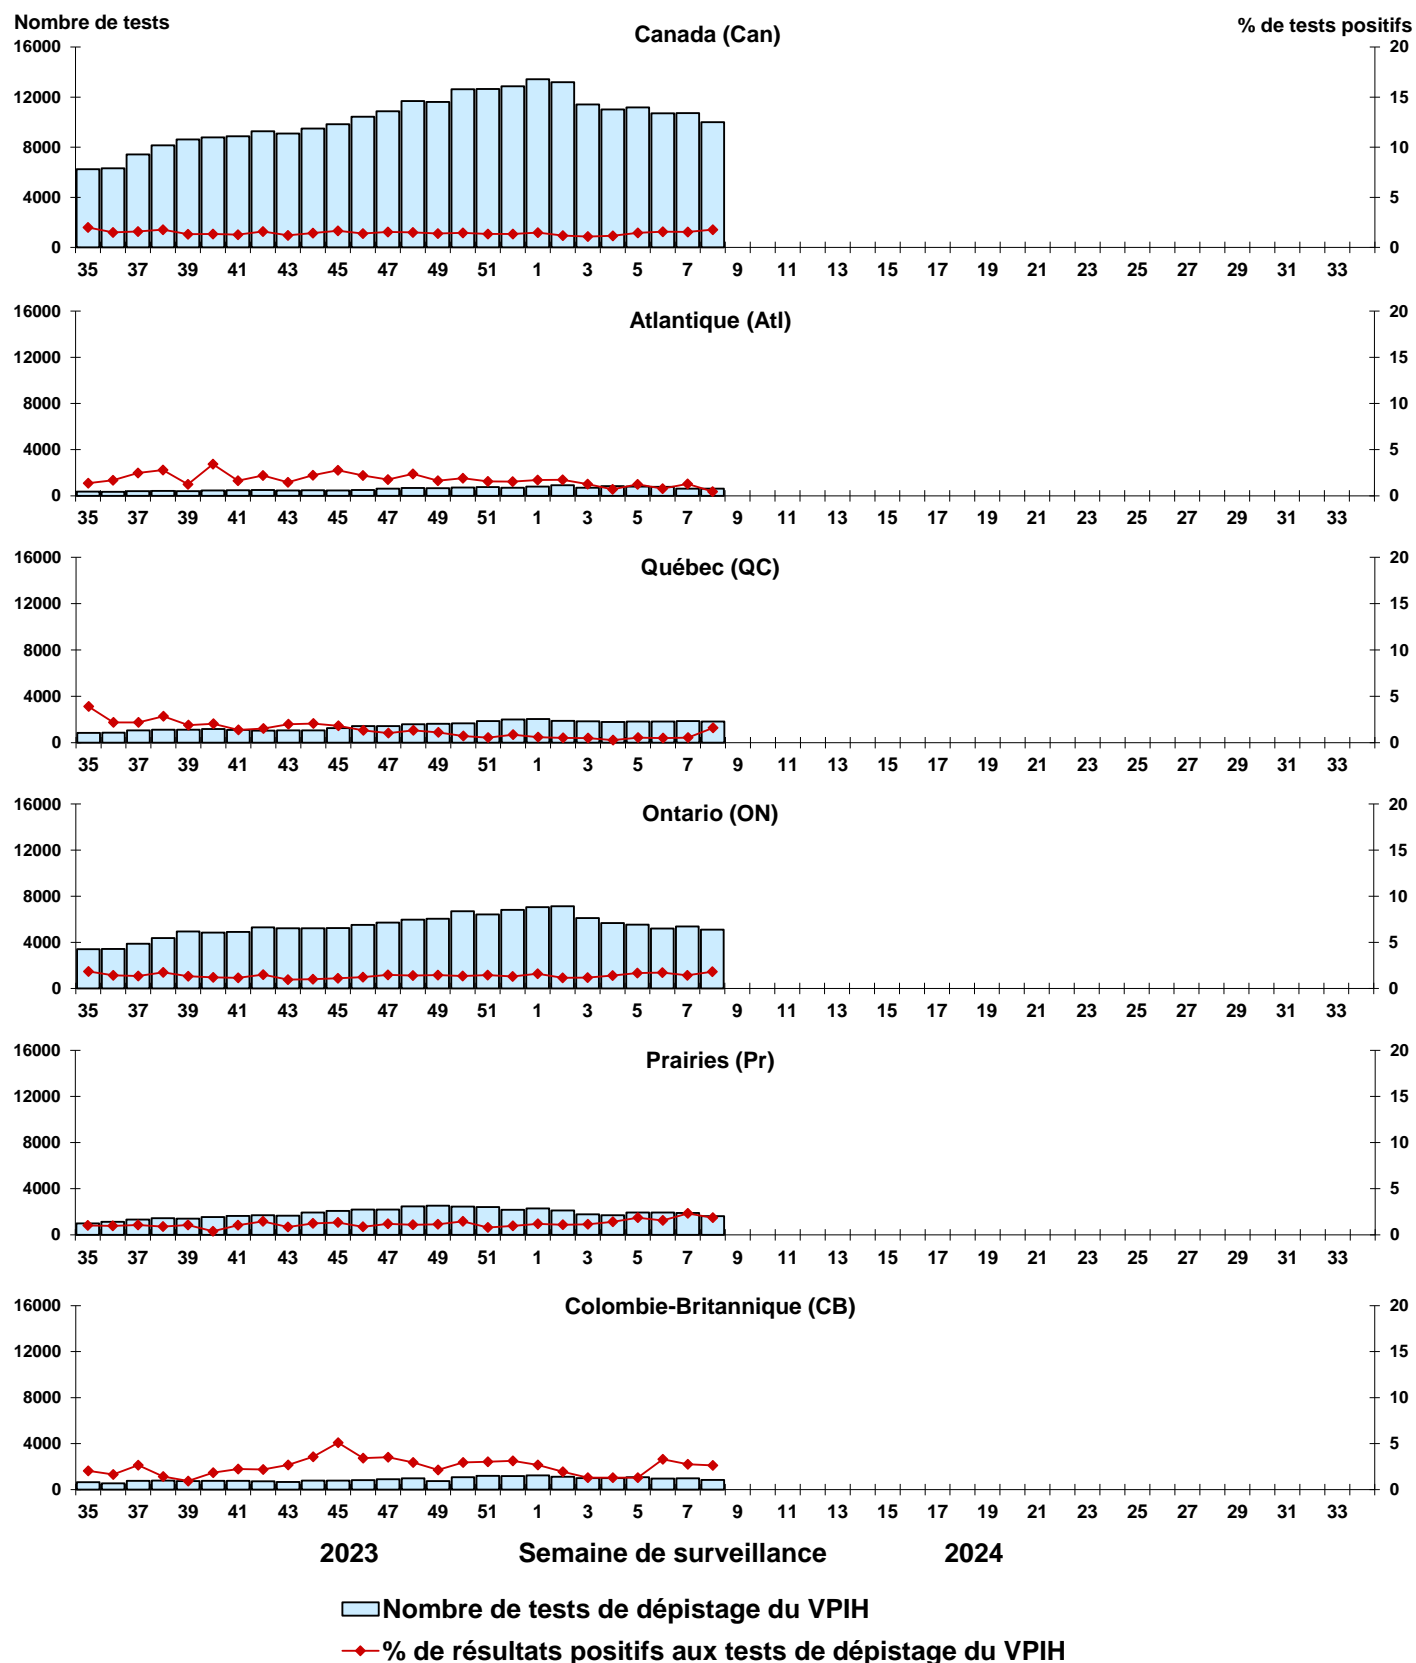 Nombre de tests
Canada (Can)
% de tests positifs
16000 20
12000 15
8000 10
4000 5
0 0
35 37 39 41 43 45 47 49 51 1 3 5 7 9 11 13 15 17 19 21 23 25 27 29 31 33
Atlantique (Atl)
16000 20
12000 15
8000 10
4000 5
0 0
35 37 39 41 43 45 47 49 51 1 3 5 7 9 11 13 15 17 19 21 23 25 27 29 31 33
Québec (QC)
16000 20
12000 15
8000 10
4000 5
0 0
35 37 39 41 43 45 47 49 51 1 3 5 7 9 11 13 15 17 19 21 23 25 27 29 31 33
Ontario (ON)
16000 20
12000 15
8000 10
4000 5
0 0
35 37 39 41 43 45 47 49 51 1 3 5 7 9 11 13 15 17 19 21 23 25 27 29 31 33
Prairies (Pr)
16000 20
12000 15
8000 10
4000 5
0 0
35 37 39 41 43 45 47 49 51 1 3 5 7 9 11 13 15 17 19 21 23 25 27 29 31 33
Colombie-Britannique (CB)
16000 20
12000 15
8000 10
4000 5
0 0
35 37 39 41 43 45 47 49 51 1 3 5 7 9 11 13 15 17 19 21 23 25 27 29 31 33
2023 Semaine de surveillance 2024
Nombre de tests de dépistage du VPIH
% de résultats positifs aux tests de dépistage du VPIH